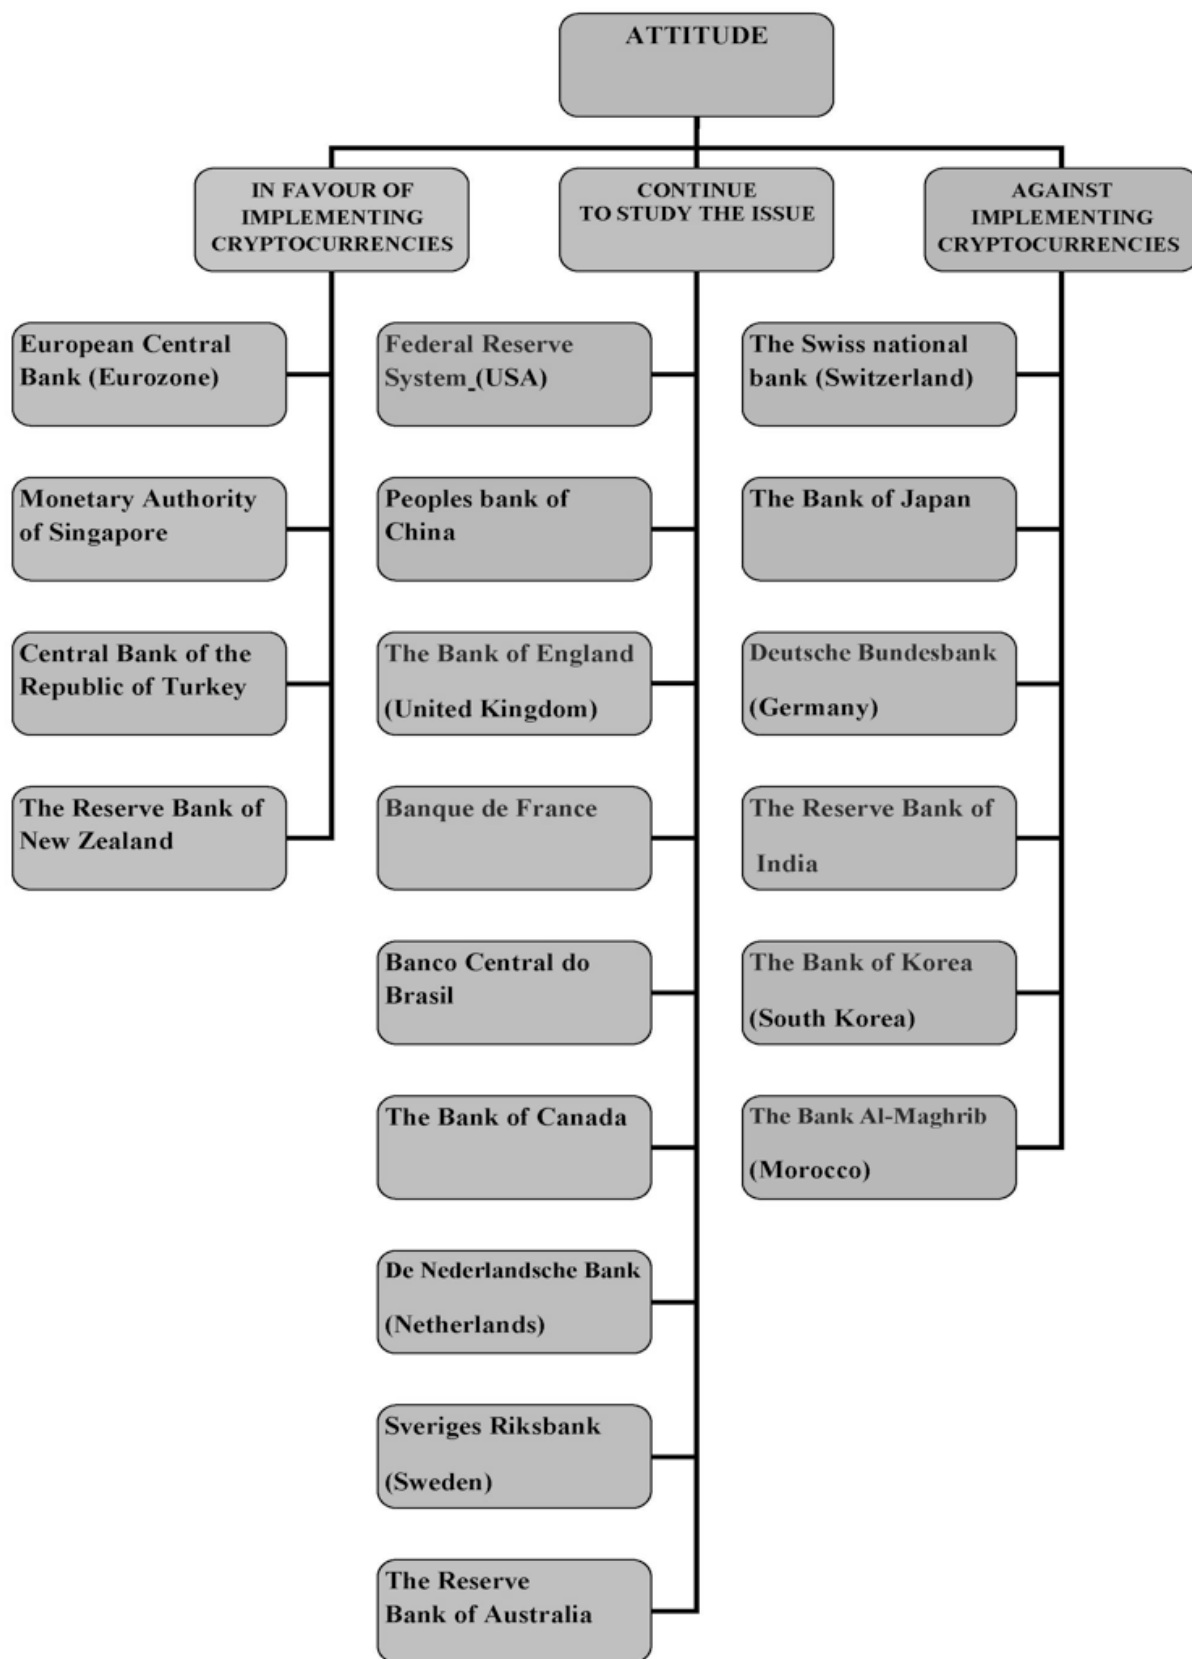 ATTITUDE
IN FAVOUR OF
IMPLEMENTING
CRYPTOCURRENCIES
CONTINUE
TO STUDY THE ISSUE
AGAINST
IMPLEMENTING
CRYPTOCURRENCIES
European Central
Bank (Eurozone)
Monetary Authority
of Singapore
Central Bank of the
Republic of Turkey
The Reserve Bank of
New Zealand
Federal Reserve
System_(USA)
Peoples bank of
China
The Bank of England
(United Kingdom)
Banque de France
Banco Central do
Brasil
The Bank of Canada
De Nederlandsche Bank
(Netherlands)
Sveriges Riksbank
(Sweden)
The Reserve
Bank of Australia
The Swiss national
bank (Switzerland)
The Bank of Japan
Deutsche Bundesbank
(Germany)
The Reserve Bank of
India
The Bank of Korea
(South Korea)
The Bank Al-Maghrib
(Morocco)